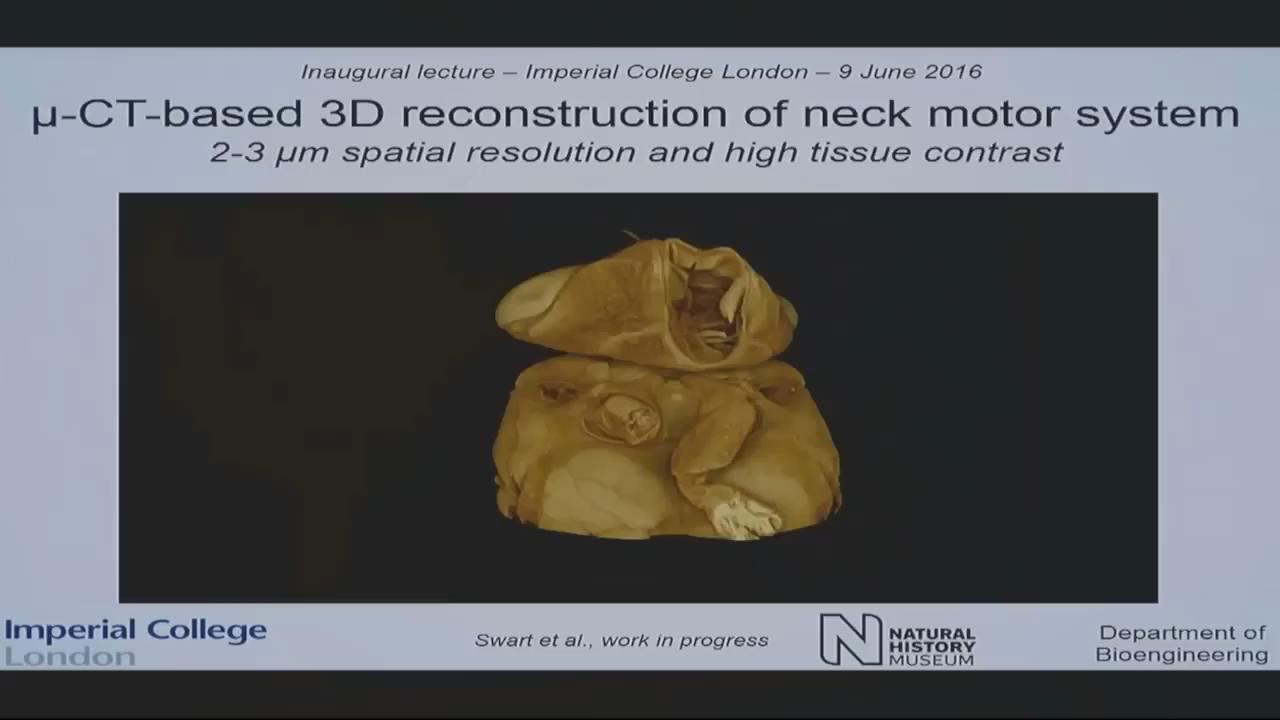 Inaugural lecture – Imperial College London – 9 June 2016
µ-CT-based 3D reconstruction of neck motor system
2-3 µm spatial resolution and high tissue contrast
Imperial College
London
Swart et al., work in progress
N
NATURAL
HISTORY
MUSEUM
Department of
Bioengineering